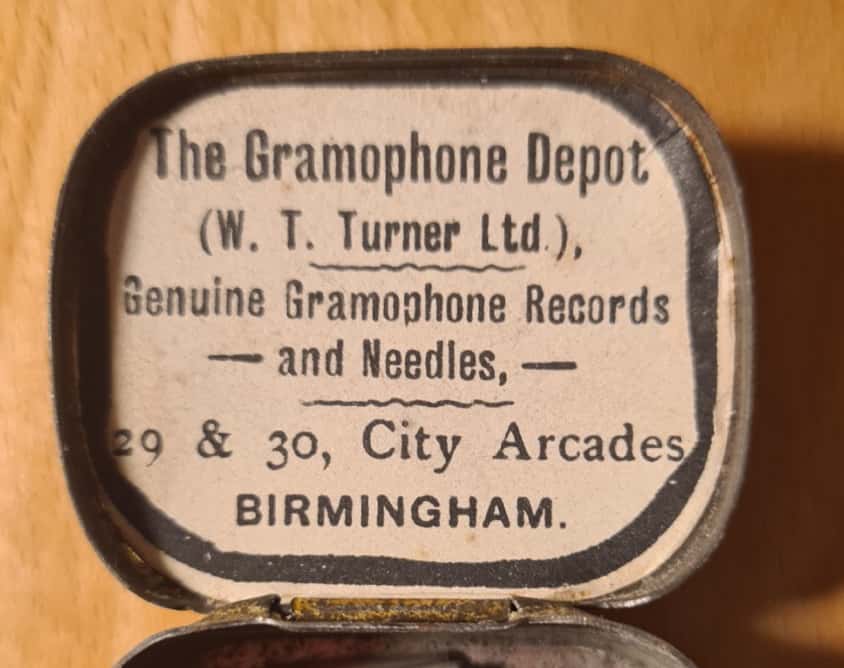 The Gramophone Depot
(W. T. Turner Ltd.),
Genuine Gramophone Records
— and Needles, —
29 & 30, City Arcades
BIRMINGHAM.